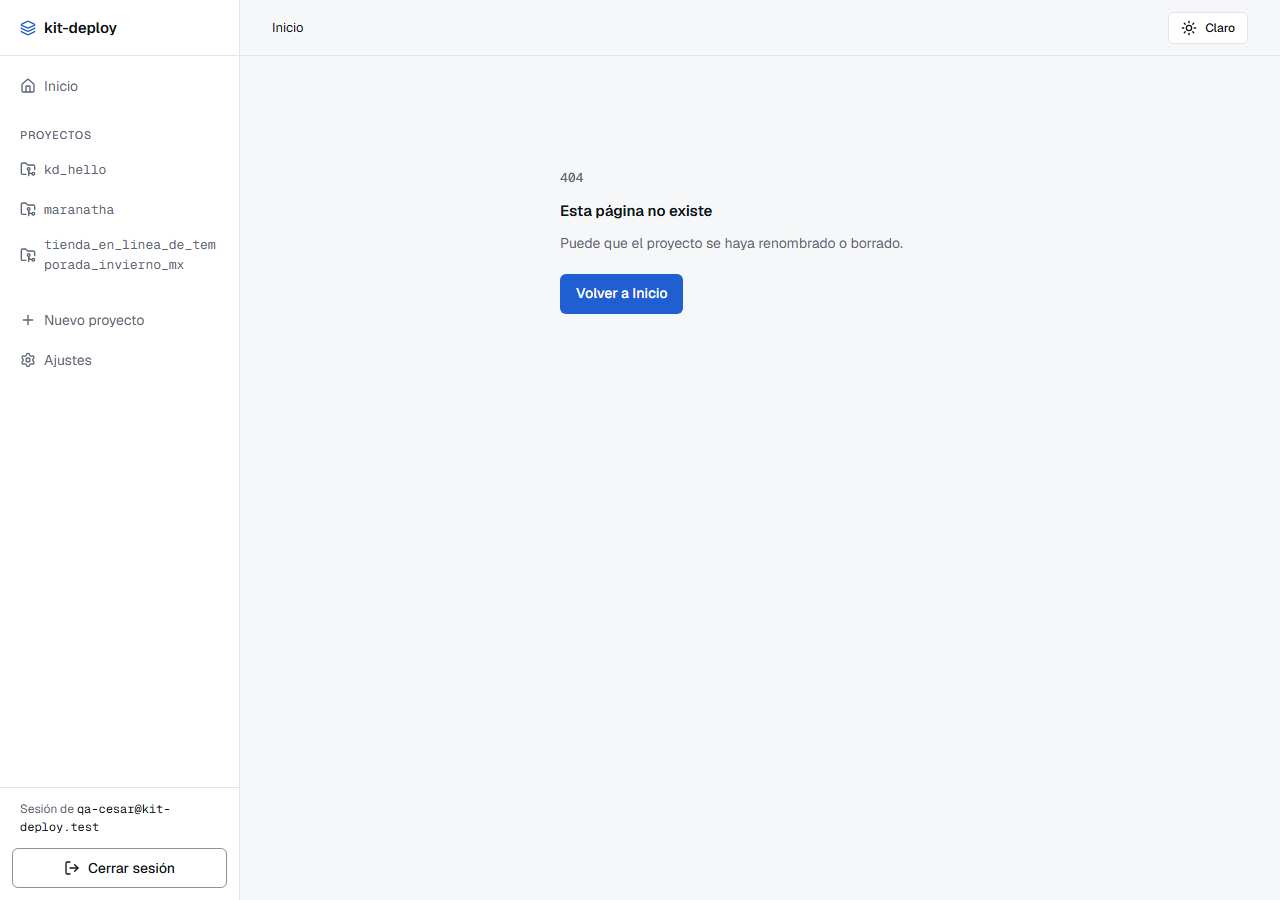 kit-deploy
Inicio
Claro
Inicio
PROYECTOS
kd_hello
maranatha
tienda_en_linea_de_tem
porada_invierno_mx
Nuevo proyecto
Ajustes
404
Esta página no existe
Puede que el proyecto se haya renombrado o borrado.
Volver a Inicio
Sesión de qa-cesar@kit-
deploy.test
Cerrar sesión